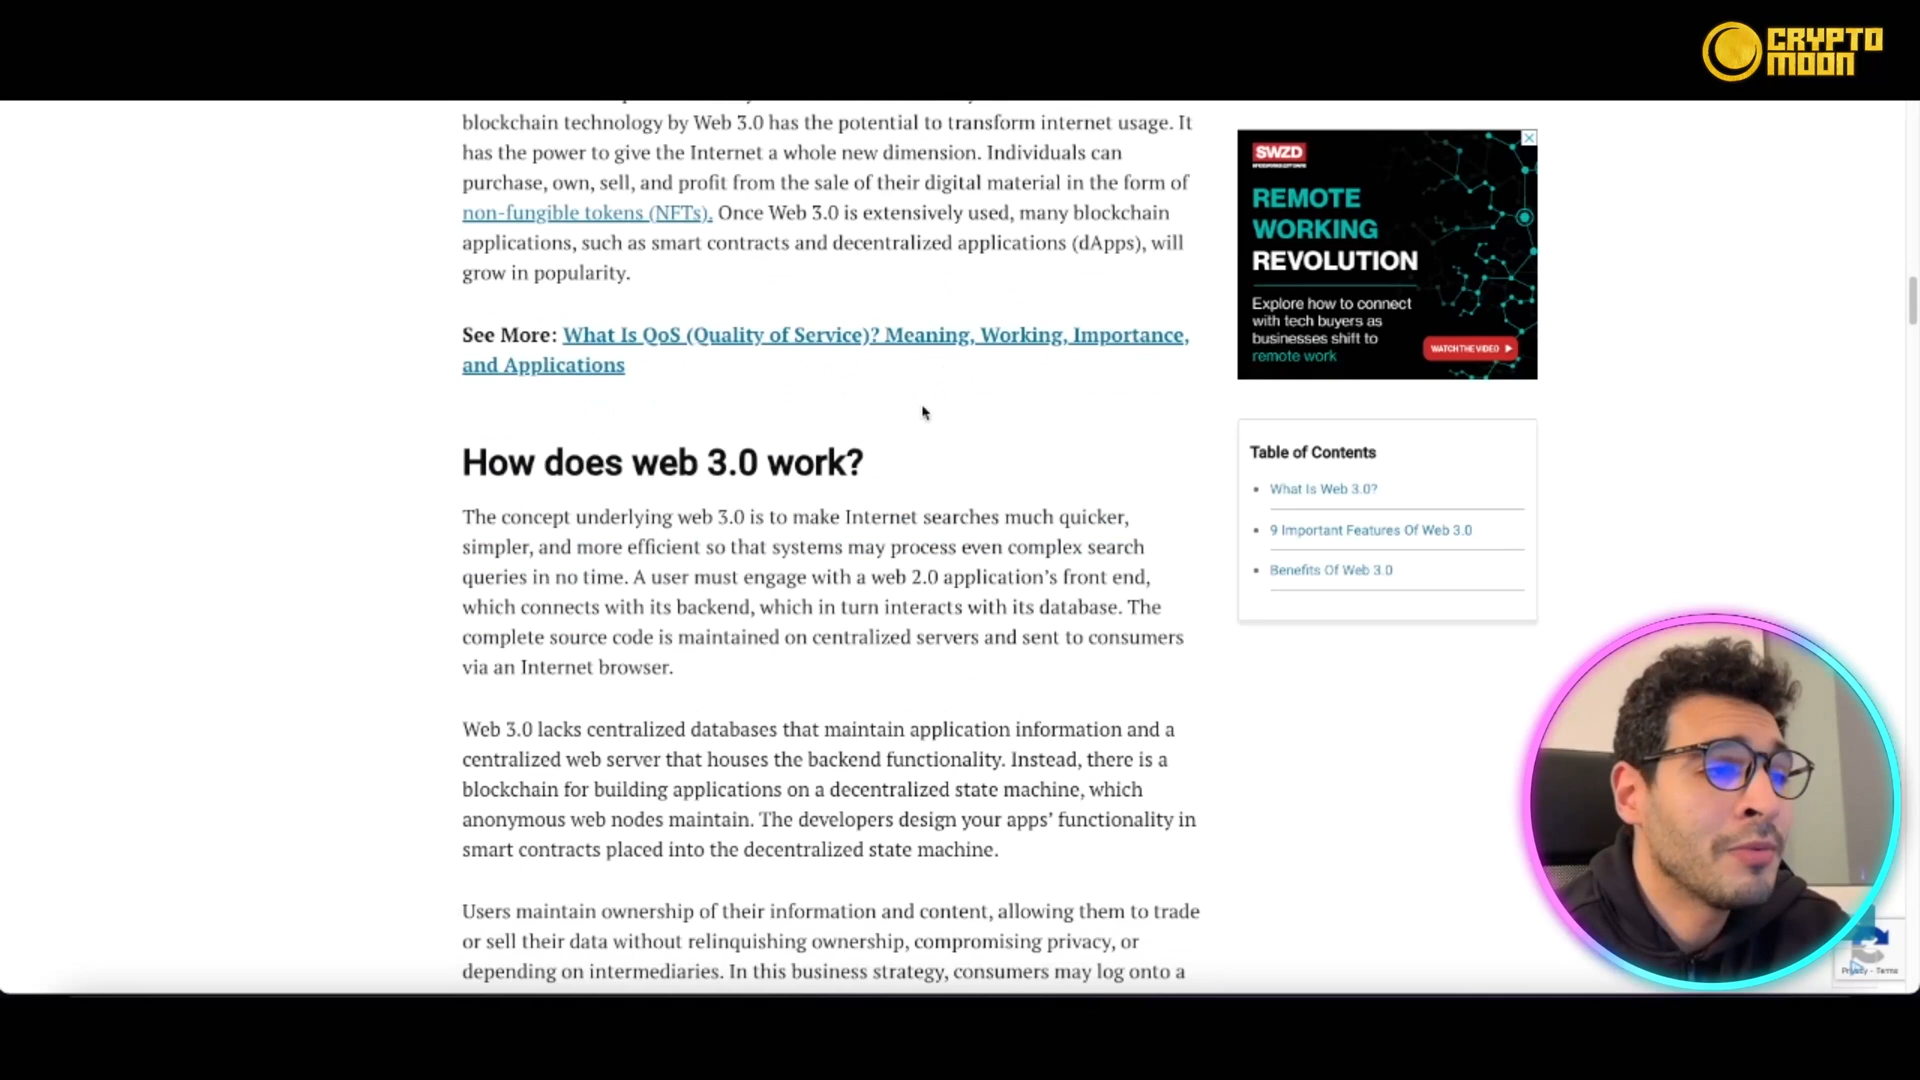 CRYPTO
MOON
blockchain technology by Web 3.0 has the potential to transform internet usage. It
has the power to give the Internet a whole new dimension. Individuals can
purchase, own, sell, and profit from the sale of their digital material in the form of
non-fungible tokens (NFTs). Once Web 3.0 is extensively used, many blockchain
applications, such as smart contracts and decentralized applications (dApps), will
grow in popularity.
See More: What Is QoS (Quality of Service)? Meaning, Working, Importance,
and Applications
How does web 3.0 work?
The concept underlying web 3.0 is to make Internet searches much quicker,
simpler, and more efficient so that systems may process even complex search
queries in no time. A user must engage with a web 2.0 application’s front end,
which connects with its backend, which in turn interacts with its database. The
complete source code is maintained on centralized servers and sent to consumers
via an Internet browser.
Web 3.0 lacks centralized databases that maintain application information and a
centralized web server that houses the backend functionality. Instead, there is a
blockchain for building applications on a decentralized state machine, which
anonymous web nodes maintain. The developers design your apps’ functionality in
smart contracts placed into the decentralized state machine.
Users maintain ownership of their information and content, allowing them to trade
or sell their data without relinquishing ownership, compromising privacy, or
depending on intermediaries. In this business strategy, consumers may log onto a
SWZD
REMOTE
WORKING
REVOLUTION
Explore how to connect
with tech buyers as
businesses shift to
remote work
WATCH THE VIDEO
Table of Contents
What Is Web 3.0?
9 Important Features Of Web 3.0
Benefits Of Web 3.0
Privacy - Terms